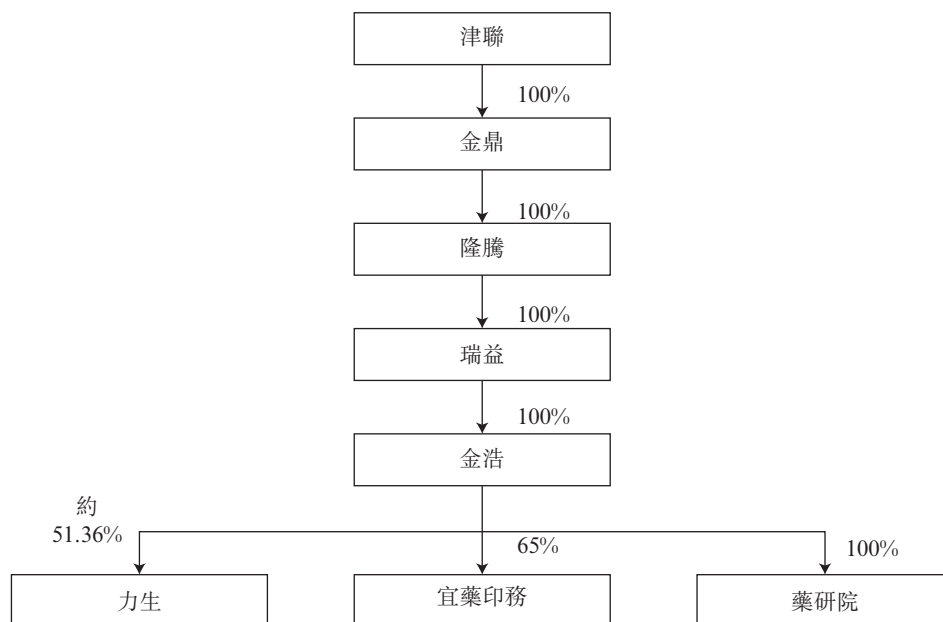 津聯
100%
金鼎
100%
隆騰
100%
瑞益
100%
金浩
約
51.36%
65%
100%
力生
宜藥印務
藥研院